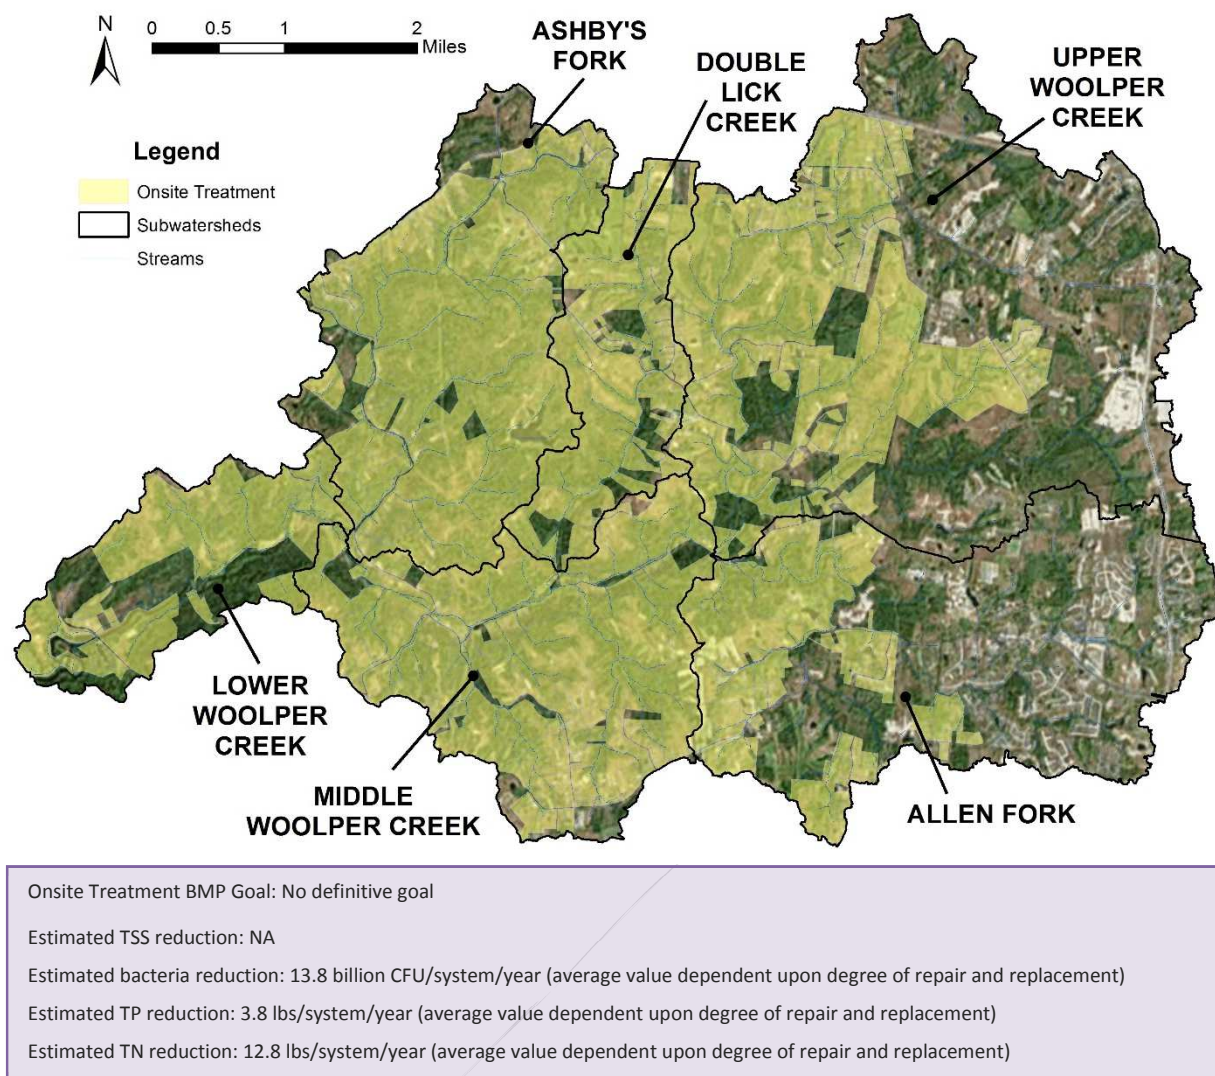 N
0 0.5 1 2
Miles
ASHBY'S
FORK
DOUBLE
LICK
CREEK
UPPER
WOOLPER
CREEK
Legend
Onsite Treatment
Subwatersheds
Streams
LOWER
WOOLPER
CREEK
MIDDLE
WOOLPER CREEK
ALLEN FORK
Onsite Treatment BMP Goal: No definitive goal
Estimated TSS reduction: NA
Estimated bacteria reduction: 13.8 billion CFU/system/year (average value dependent upon degree of repair and replacement)
Estimated TP reduction: 3.8 lbs/system/year (average value dependent upon degree of repair and replacement)
Estimated TN reduction: 12.8 lbs/system/year (average value dependent upon degree of repair and replacement)